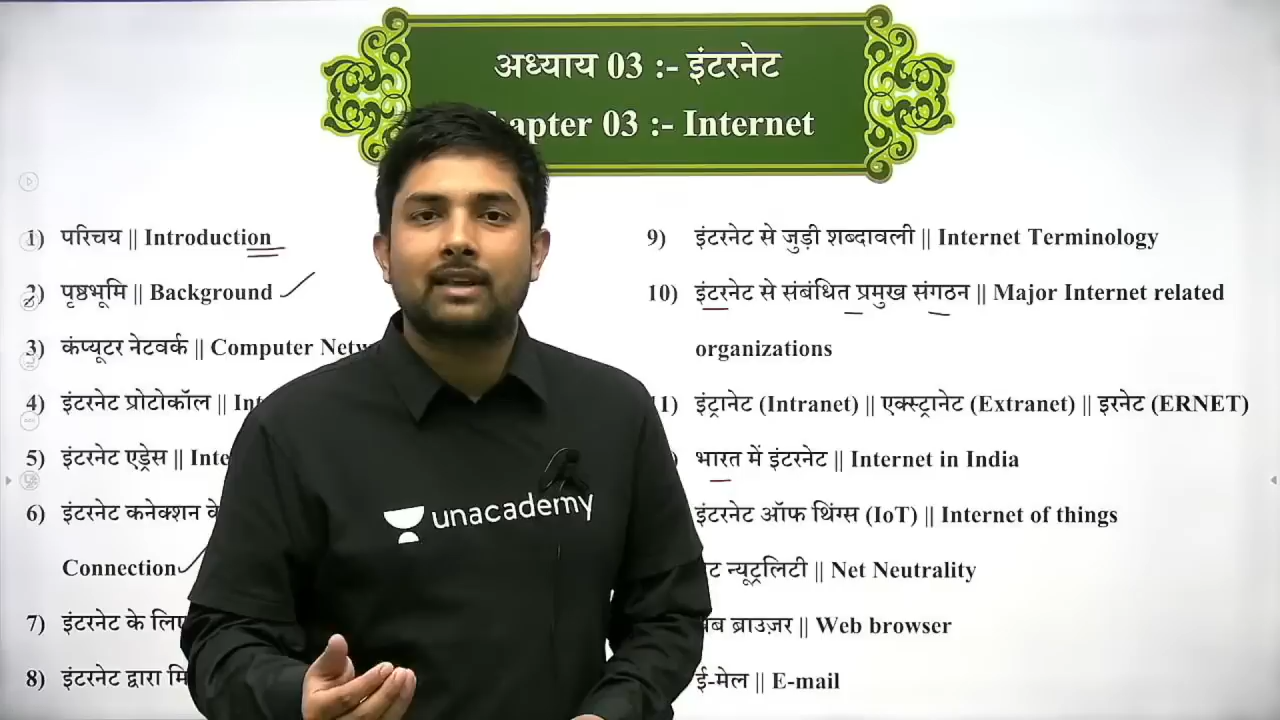 अध्याय 03 :- इंटरनेट
apter 03 :- Internet
1) परिचय || Introduction
2) पृष्ठभूमि || Background
3) कंप्यूटर नेटवर्क || Computer Netw
4) इंटरनेट प्रोटोकॉल || Int
5) इंटरनेट एड्रेस || Inte
6) इंटरनेट कनेक्शन के
Connection
7) इंटरनेट के लिए
8) इंटरनेट द्वारा
9) इंटरनेट से जुड़ी शब्दावली || Internet Terminology
10) इंटरनेट से संबंधित प्रमुख संगठन || Major Internet related
organizations
11) इंट्रानेट (Intranet) || एक्स्ट्रानेट (Extranet) || इरनेट (ERNET)
भारत में इंटरनेट || Internet in India
इंटरनेट ऑफ थिंग्स (IoT) || Internet of things
न्यूट्रलिटी || Net Neutrality
ब्राउज़र || Web browser
ई-मेल || E-mail
unacademy